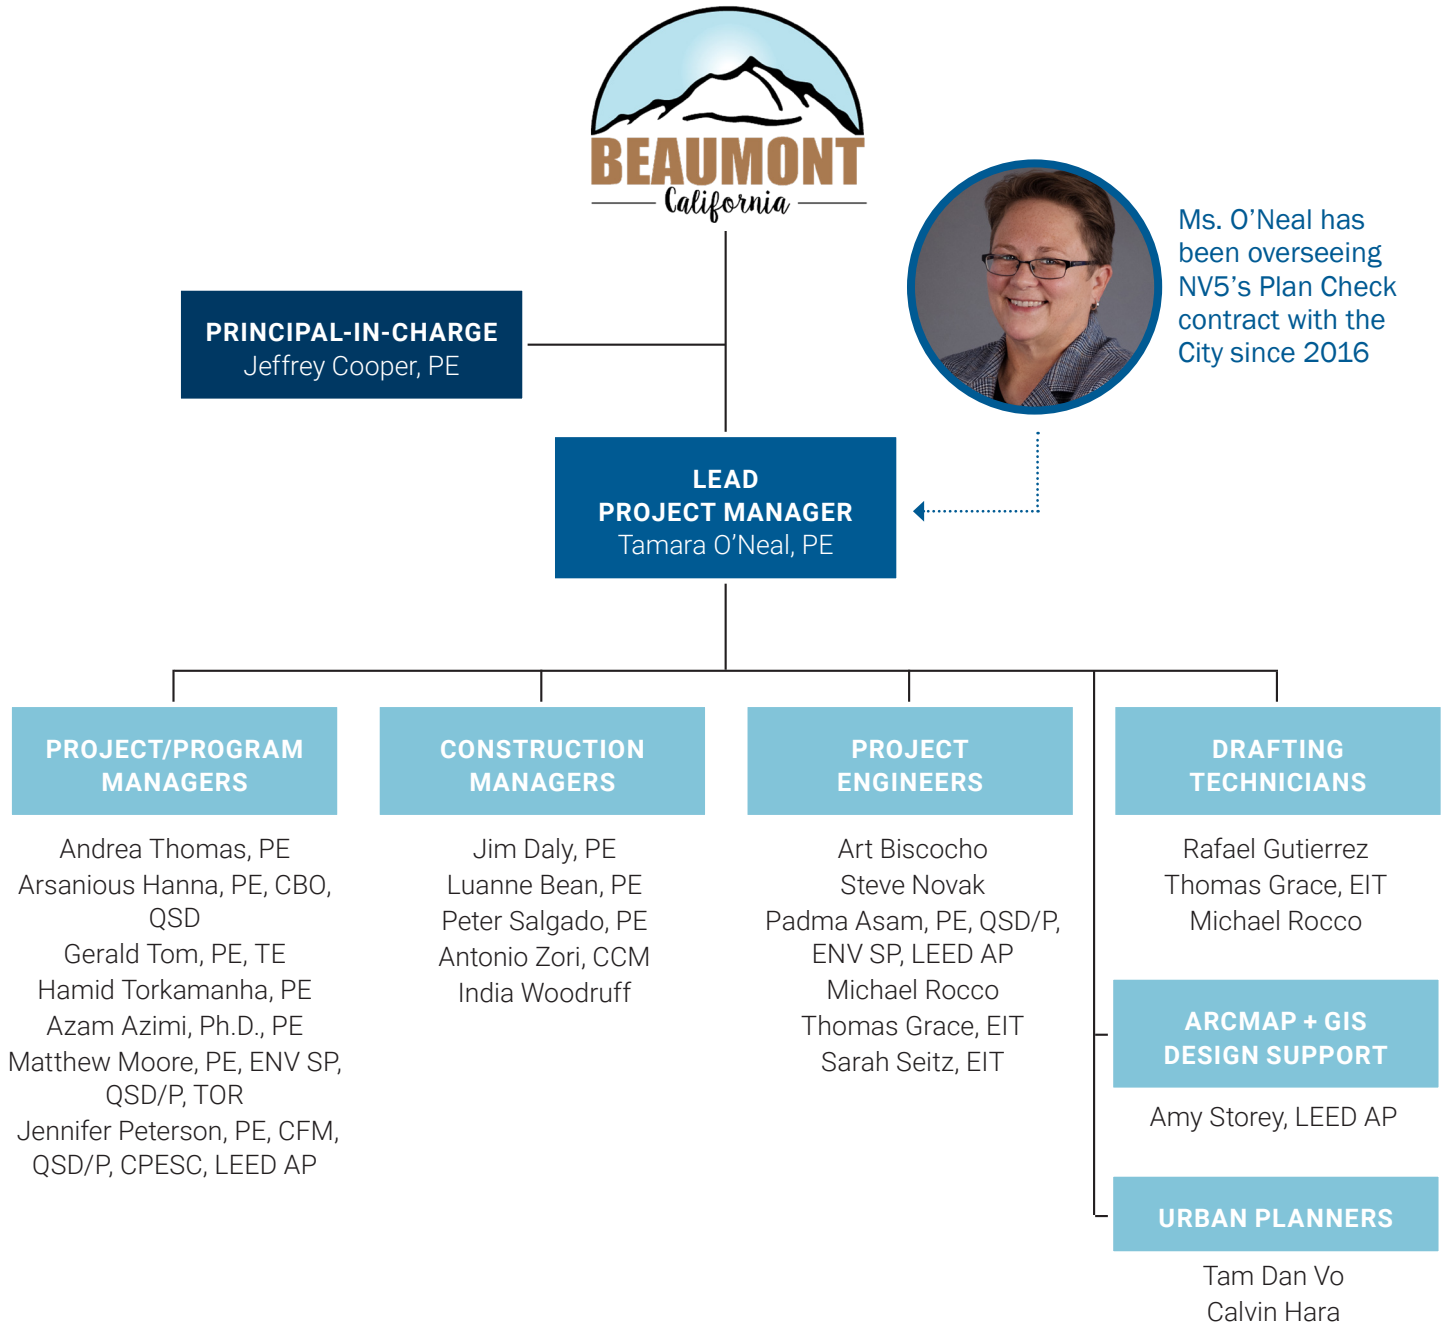 BEAUMONT
California
Ms. O’Neal has
been overseeing
NV5’s Plan Check
contract with the
City since 2016
PRINCIPAL-IN-CHARGE
Jeffrey Cooper, PE
LEAD
PROJECT MANAGER
Tamara O’Neal, PE
PROJECT/PROGRAM
MANAGERS
Andrea Thomas, PE
Arsanious Hanna, PE, CBO,
QSD
Gerald Tom, PE, TE
Hamid Torkamanha, PE
Azam Azimi, Ph.D., PE
Matthew Moore, PE, ENV SP,
QSD/P, TOR
Jennifer Peterson, PE, CFM,
QSD/P, CPESC, LEED AP
CONSTRUCTION
MANAGERS
Jim Daly, PE
Luanne Bean, PE
Peter Salgado, PE
Antonio Zori, CCM
India Woodruff
PROJECT
ENGINEERS
Art Biscocho
Steve Novak
Padma Asam, PE, QSD/P,
ENV SP, LEED AP
Michael Rocco
Thomas Grace, EIT
Sarah Seitz, EIT
DRAFTING
TECHNICIANS
Rafael Gutierrez
Thomas Grace, EIT
Michael Rocco
ARCMAP + GIS
DESIGN SUPPORT
Amy Storey, LEED AP
URBAN PLANNERS
Tam Dan Vo
Calvin Hara